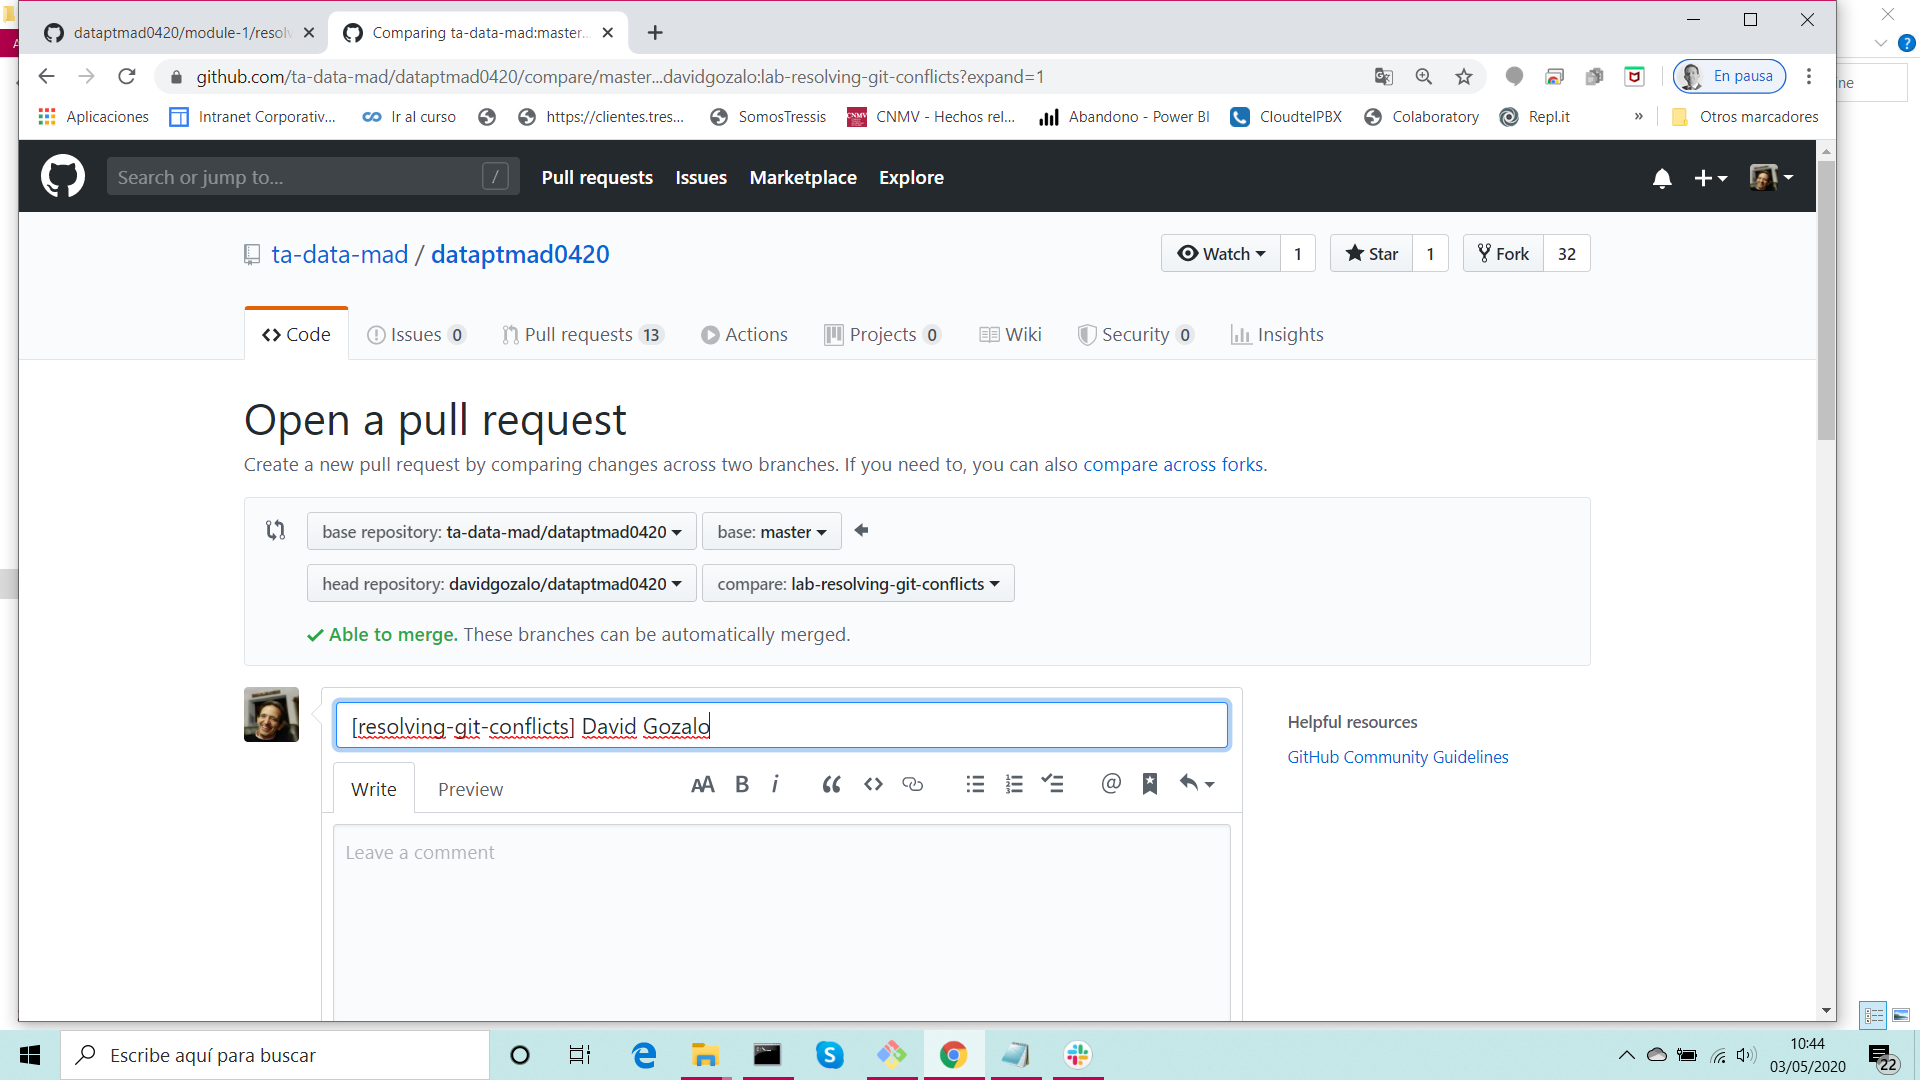 dataptmad0420/module-1/resolv
Comparing ta-data-mad:master...
github.com/ta-data-mad/dataptmad0420/compare/master...davidgozalo:lab-resolving-git-conflicts?expand=1
En pausa
Aplicaciones
Intranet Corporativ...
Ir al curso
https://clientes.tres...
SomosTressis
CNMV
CNMV - Hechos rel...
Abandono - Power BI
CloudtelPBX
Colaboratory
Repl.it
»
Otros marcadores
Search or jump to...
/
Pull requests
Issues
Marketplace
Explore
ta-data-mad / dataptmad0420
Watch 1
Star 1
Fork 32
Code
Issues 0
Pull requests 13
Actions
Projects 0
Wiki
Security 0
Insights
Open a pull request
Create a new pull request by comparing changes across two branches. If you need to, you can also compare across forks.
base repository: ta-data-mad/dataptmad0420
base: master
head repository: davidgozalo/dataptmad0420
compare: lab-resolving-git-conflicts
Able to merge. These branches can be automatically merged.
[resolving-git-conflicts] David Gozalo
Helpful resources
GitHub Community Guidelines
Write
Preview
Leave a comment
Escribe aquí para buscar
10:44
03/05/2020
22